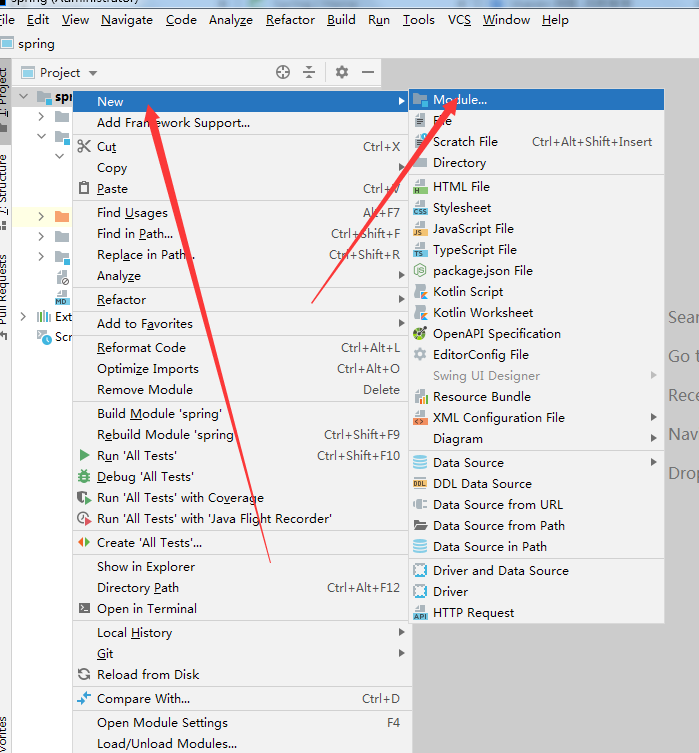 spring (Administrator)
File Edit View Navigate Code Analyze Refactor Build Run Tools VCS Window Help
spring
Project
1: Project
Z: Structure
Pull Requests
spr
Ext
Scr
New
Add Framework Support...
Cut Ctrl+X
Copy
Paste Ctrl+V
Find Usages Alt+F7
Find in Path... Ctrl+Shift+F
Replace in Path... Ctrl+Shift+R
Analyze
Refactor
Add to Favorites
Reformat Code Ctrl+Alt+L
Optimize Imports Ctrl+Alt+O
Remove Module Delete
Build Module 'spring'
Rebuild Module 'spring' Ctrl+Shift+F9
Run 'All Tests' Ctrl+Shift+F10
Debug 'All Tests'
Run 'All Tests' with Coverage
Run 'All Tests' with 'Java Flight Recorder'
Create 'All Tests'...
Show in Explorer
Directory Path Ctrl+Alt+F12
Open in Terminal
Local History
Git
Reload from Disk
Compare With... Ctrl+D
Open Module Settings F4
Load/Unload Modules...
Module...
File
Scratch File Ctrl+Alt+Shift+Insert
Directory
HTML File
Stylesheet
JavaScript File
TypeScript File
package.json File
Kotlin Script
Kotlin Worksheet
OpenAPI Specification
EditorConfig File
Swing UI Designer
Resource Bundle
XML Configuration File
Diagram
Data Source
DDL Data Source
Data Source from URL
Data Source from Path
Data Source in Path
Driver and Data Source
Driver
HTTP Request
Sear
Go t
Rece
Nav
Drop